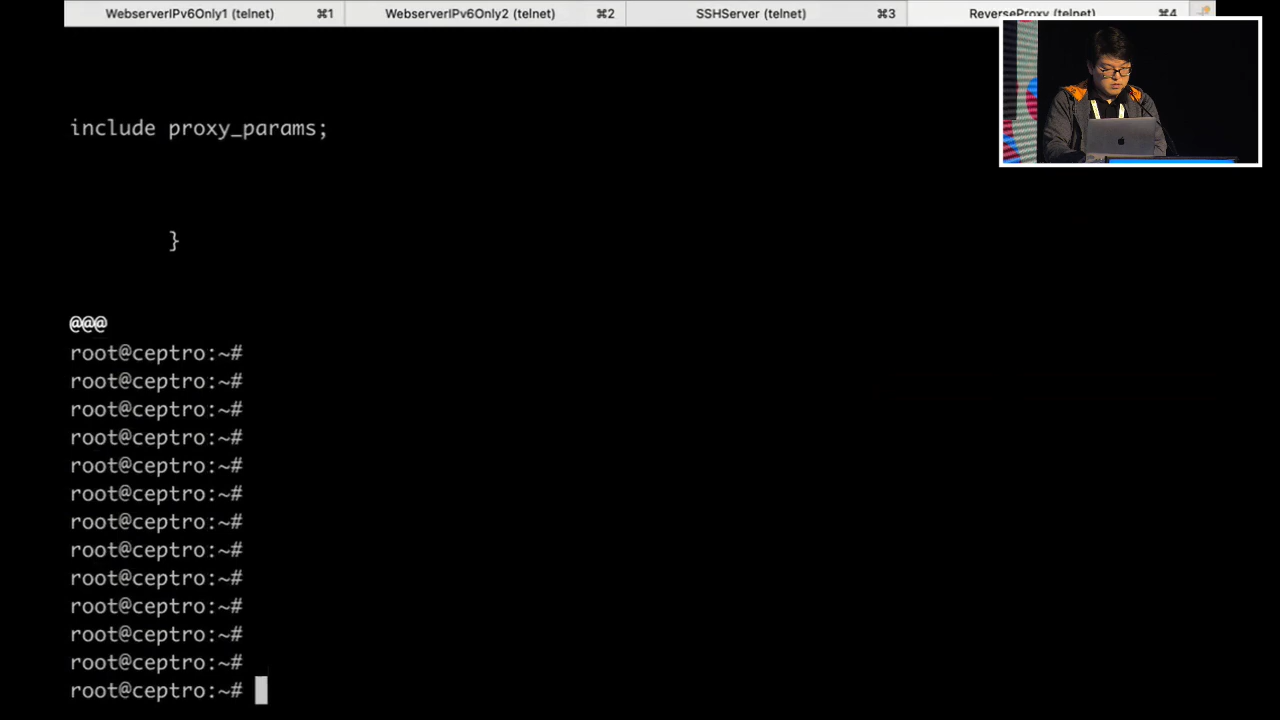 WebserverIPv6Only1 (telnet) ⌘1 WebserverIPv6Only2 (telnet) ⌘2 SSHServer (telnet) ⌘3 ReverseProxy (telnet) ⌘4
include proxy_params;
}
@@@
root@ceptro:~#
root@ceptro:~#
root@ceptro:~#
root@ceptro:~#
root@ceptro:~#
root@ceptro:~#
root@ceptro:~#
root@ceptro:~#
root@ceptro:~#
root@ceptro:~#
root@ceptro:~#
root@ceptro:~#
root@ceptro:~#